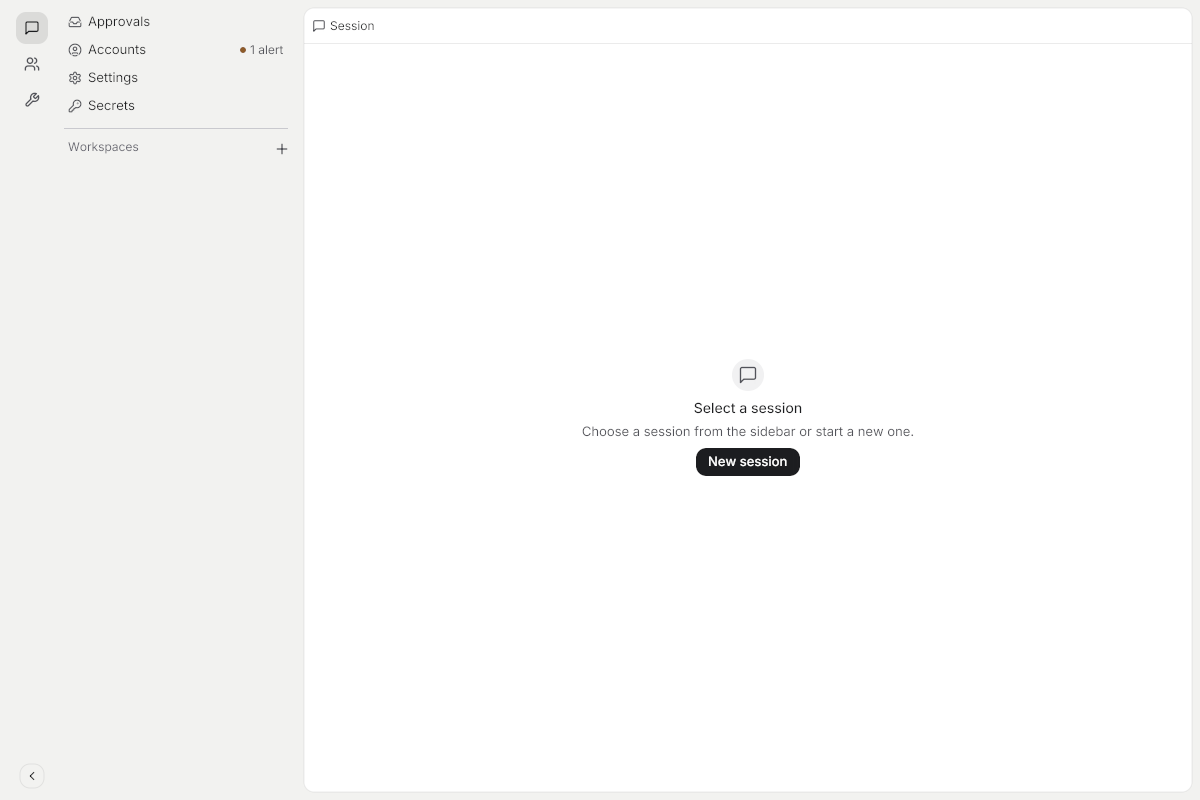 Approvals
Accounts
1 alert
Settings
Secrets
Workspaces
Session
Select a session
Choose a session from the sidebar or start a new one.
New session